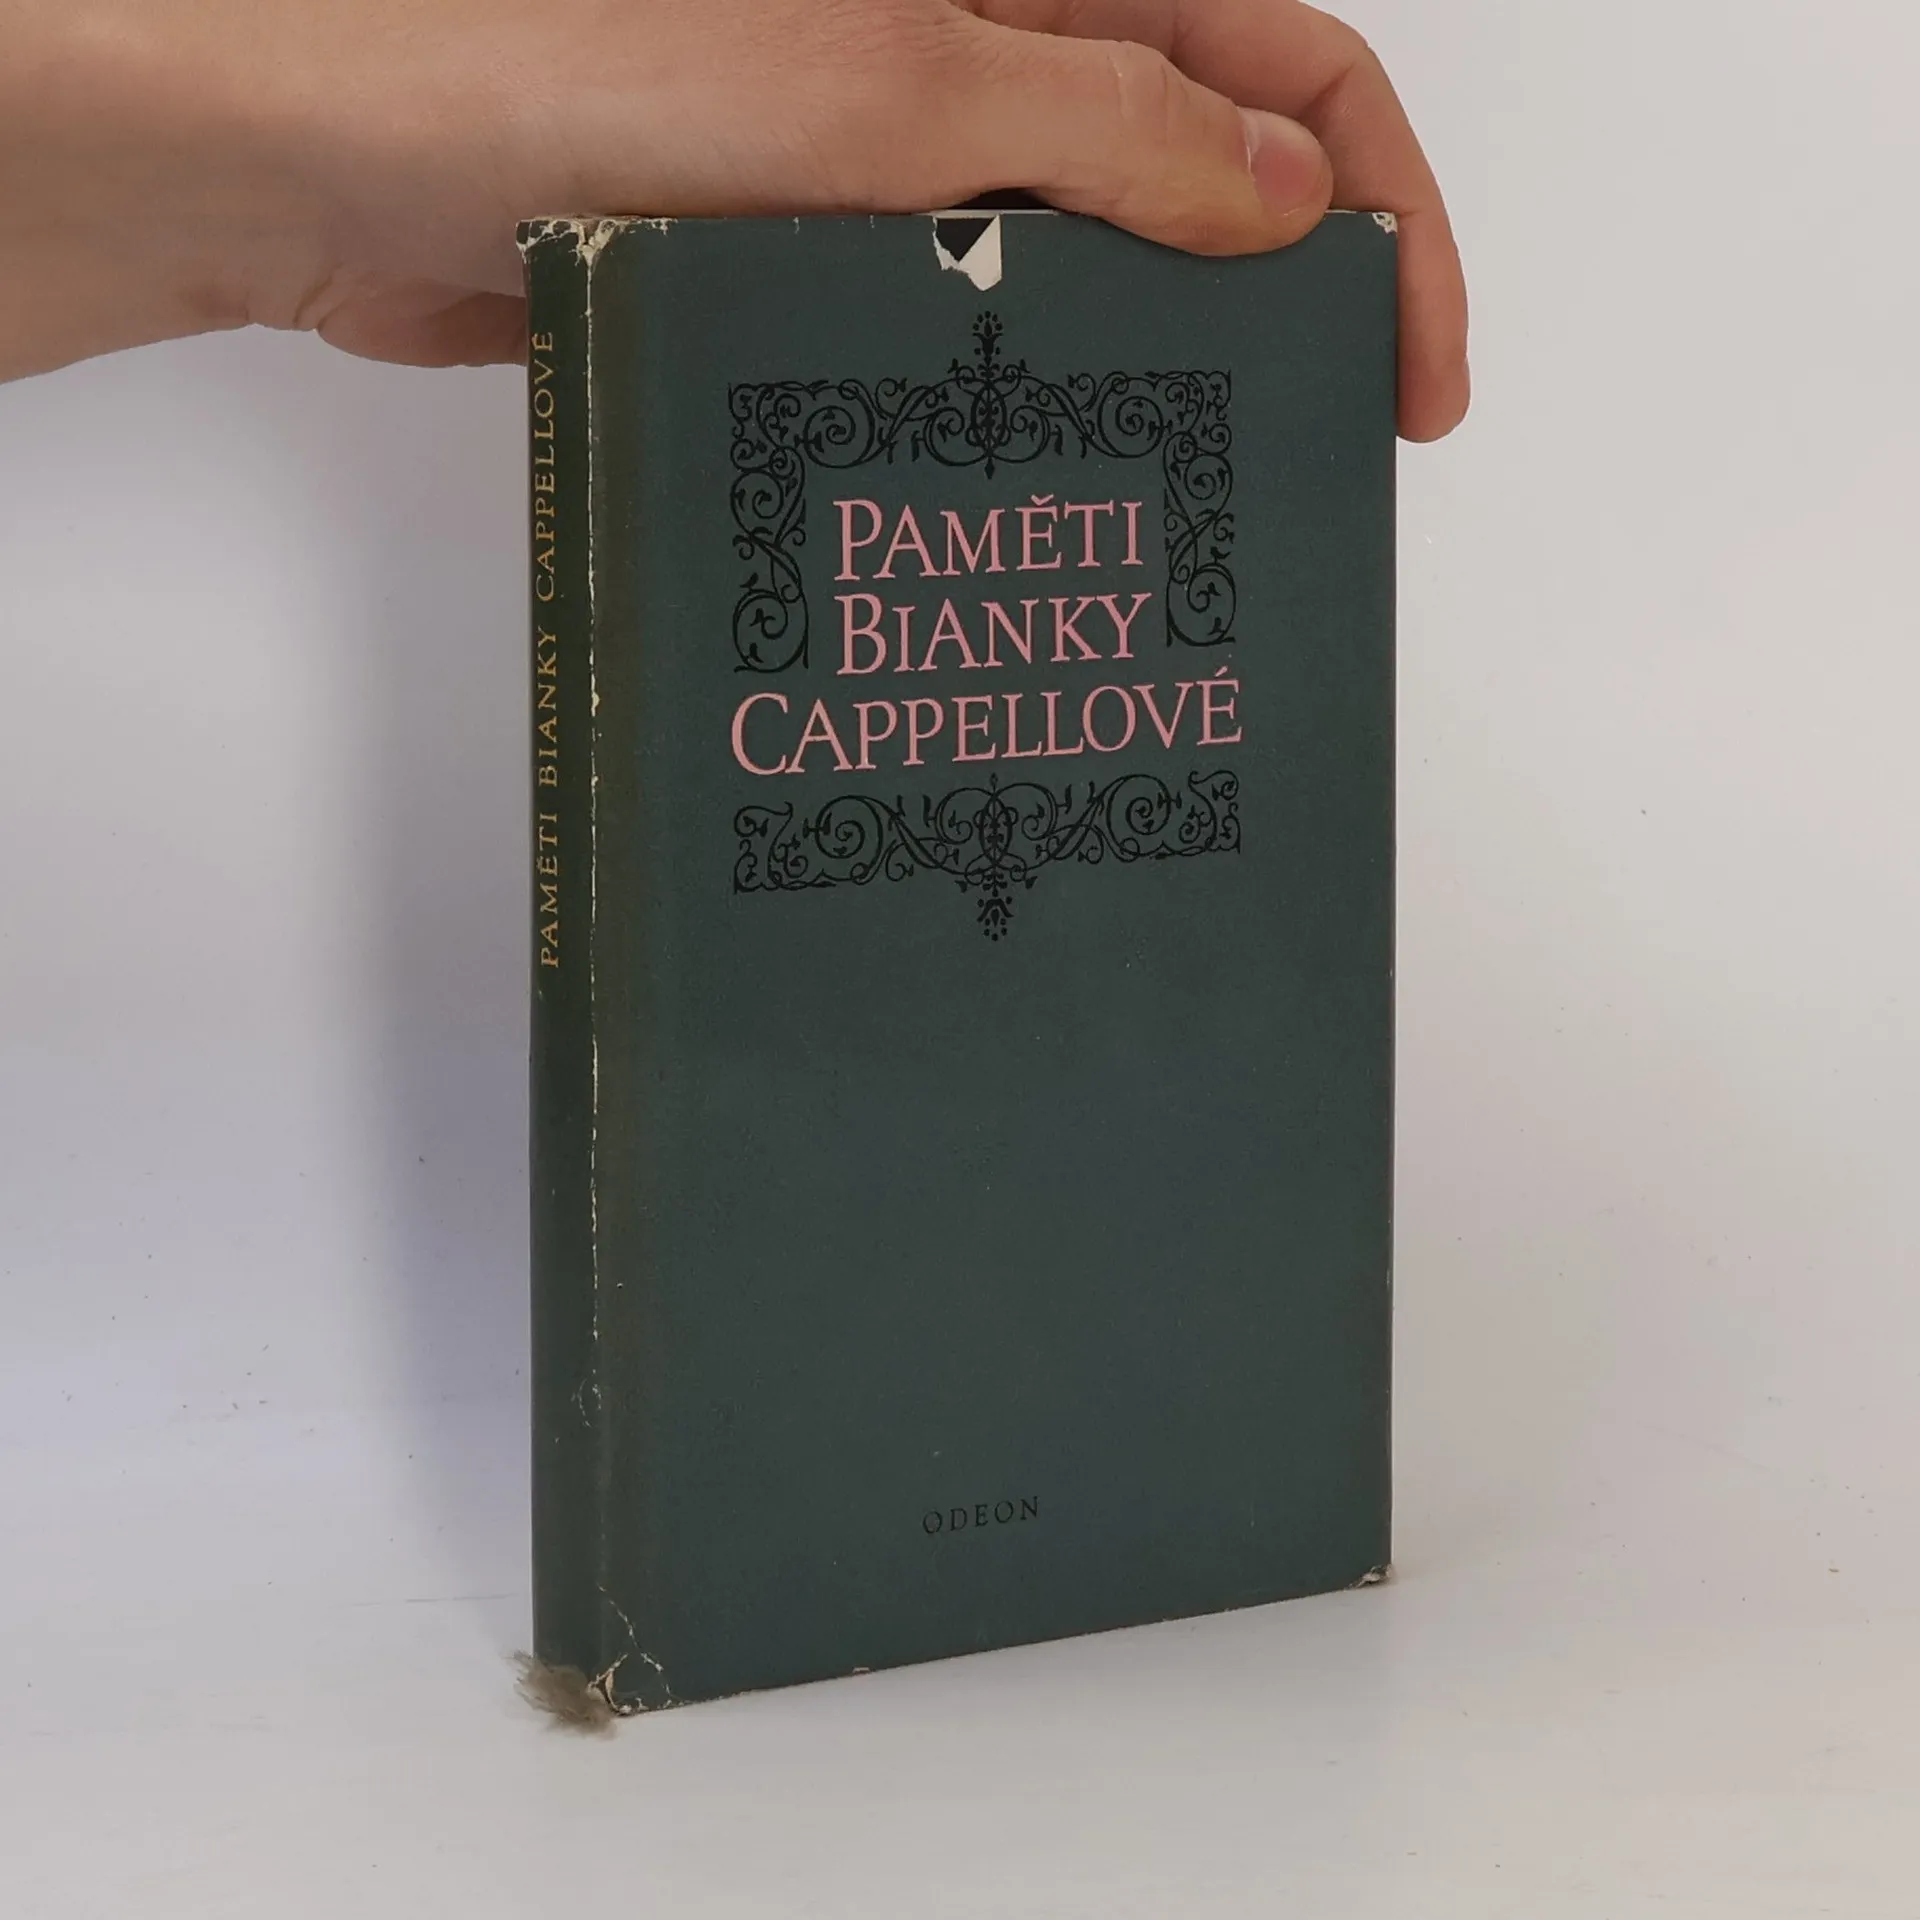 PAMĚTI BIANKY CAPPELLOVÉ
PAMĚTI
BIANKY
CAPPELLOVÉ
ODEON